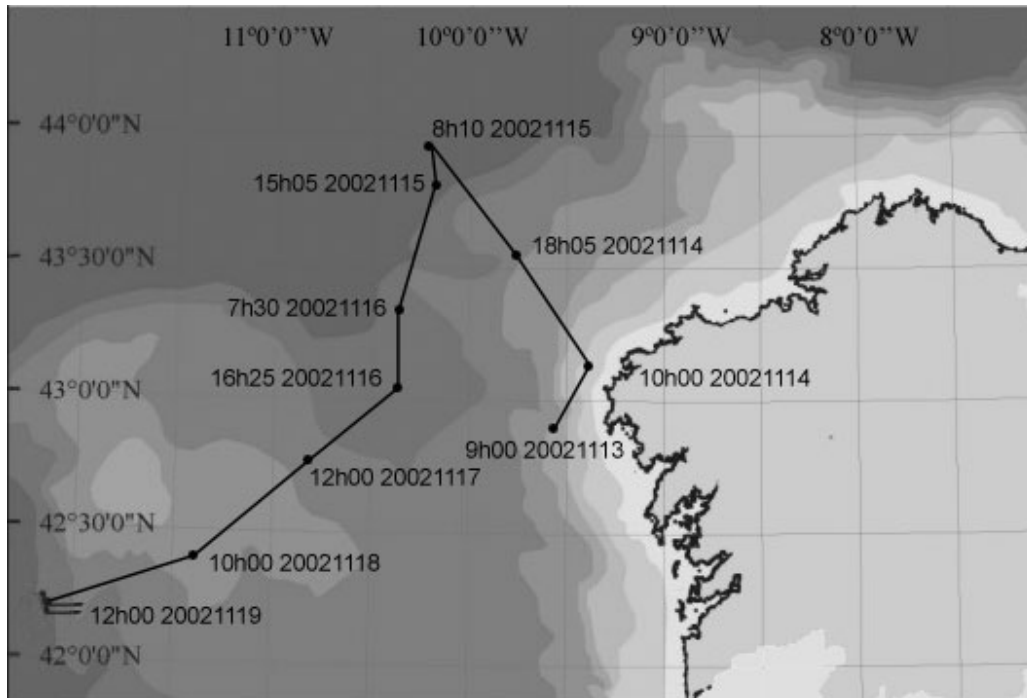 11°0'0''W
10°0'0''W
9°0'0''W
8°0'0''W
44°0'0"N
8h10 20021115
15h05 20021115
18h05 20021114
43°30'0"N
7h30 20021116
16h25 20021116
10h00 20021114
43°0'0"N
9h00 20021113
12h00 20021117
42°30'0"N
10h00 20021118
12h00 20021119
42°0'0"N